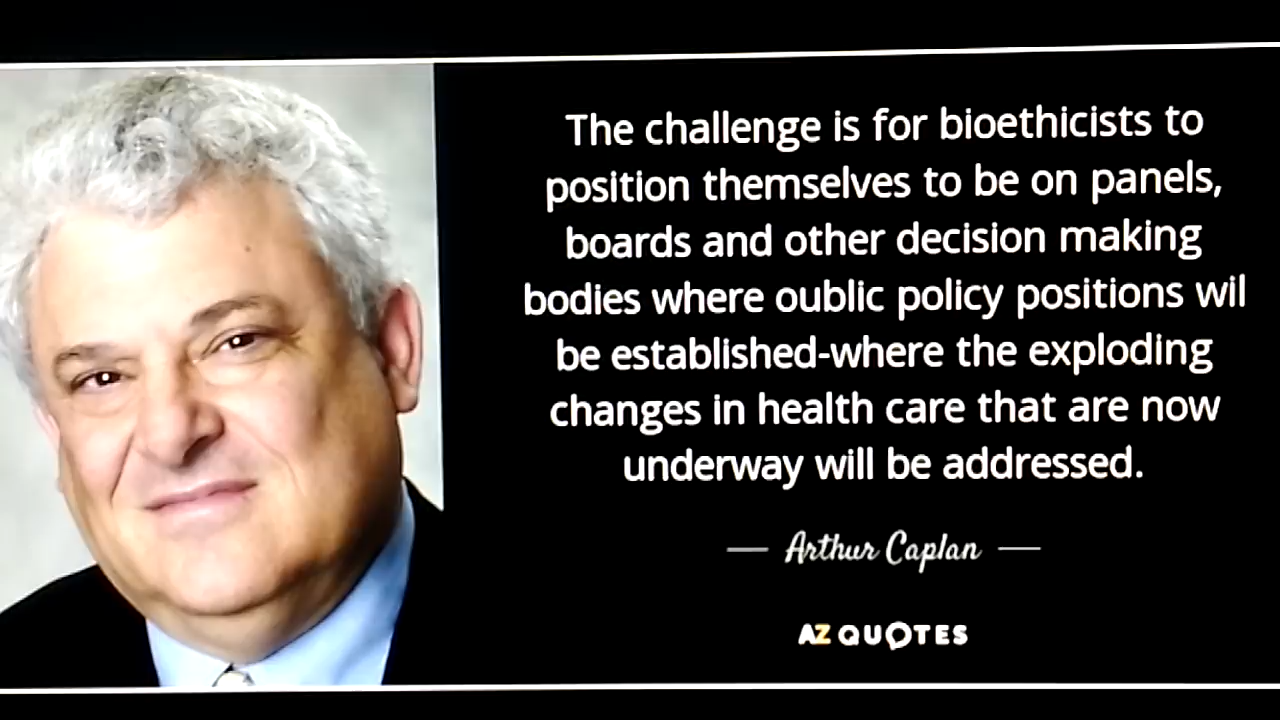 The challenge is for bioethicists to
position themselves to be on panels,
boards and other decision making
bodies where oublic policy positions wil
be established-where the exploding
changes in health care that are now
underway will be addressed.
— Arthur Caplan —
AZ QUOTES